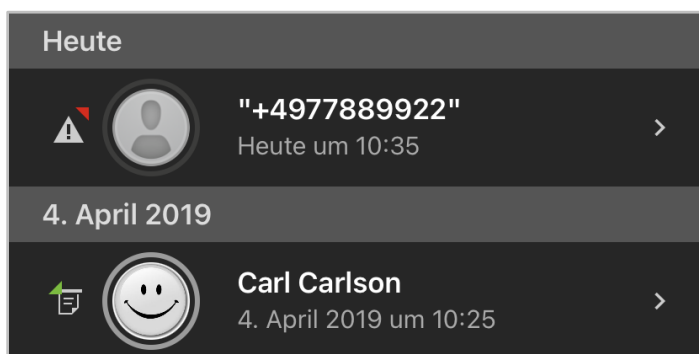 Heute
"+4977889922"
Heute um 10:35
4. April 2019
Carl Carlson
4. April 2019 um 10:25